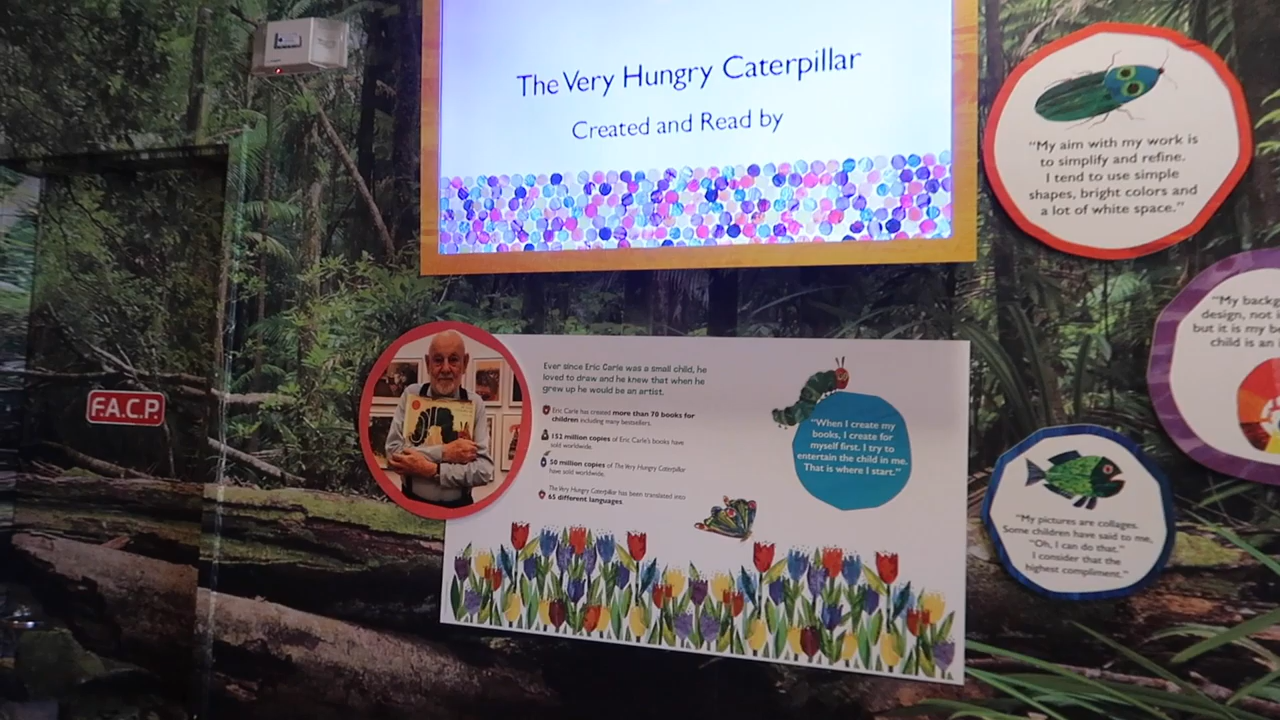 The Very Hungry Caterpillar
Created and Read by
"My aim with my work is
to simplify and refine.
I tend to use simple
shapes, bright colors and
a lot of white space."
"My backg
design, not i
but it is my b
child is an i
F.A.C.P.
Ever since Eric Carle was a small child, he
loved to draw and he knew that when he
grew up he would be an artist.
Eric Carle has created more than 70 books for
children including many bestsellers.
152 million copies of Eric Carle's books have
sold worldwide.
50 million copies of The Very Hungry Caterpillar
have sold worldwide.
The Very Hungry Caterpillar has been translated into
65 different languages.
"When I create my
books, I create for
myself first. I try to
entertain the child in me.
That is where I start."
"My pictures are collages.
Some children have said to me,
"Oh, I can do that."
I consider that the
highest compliment."